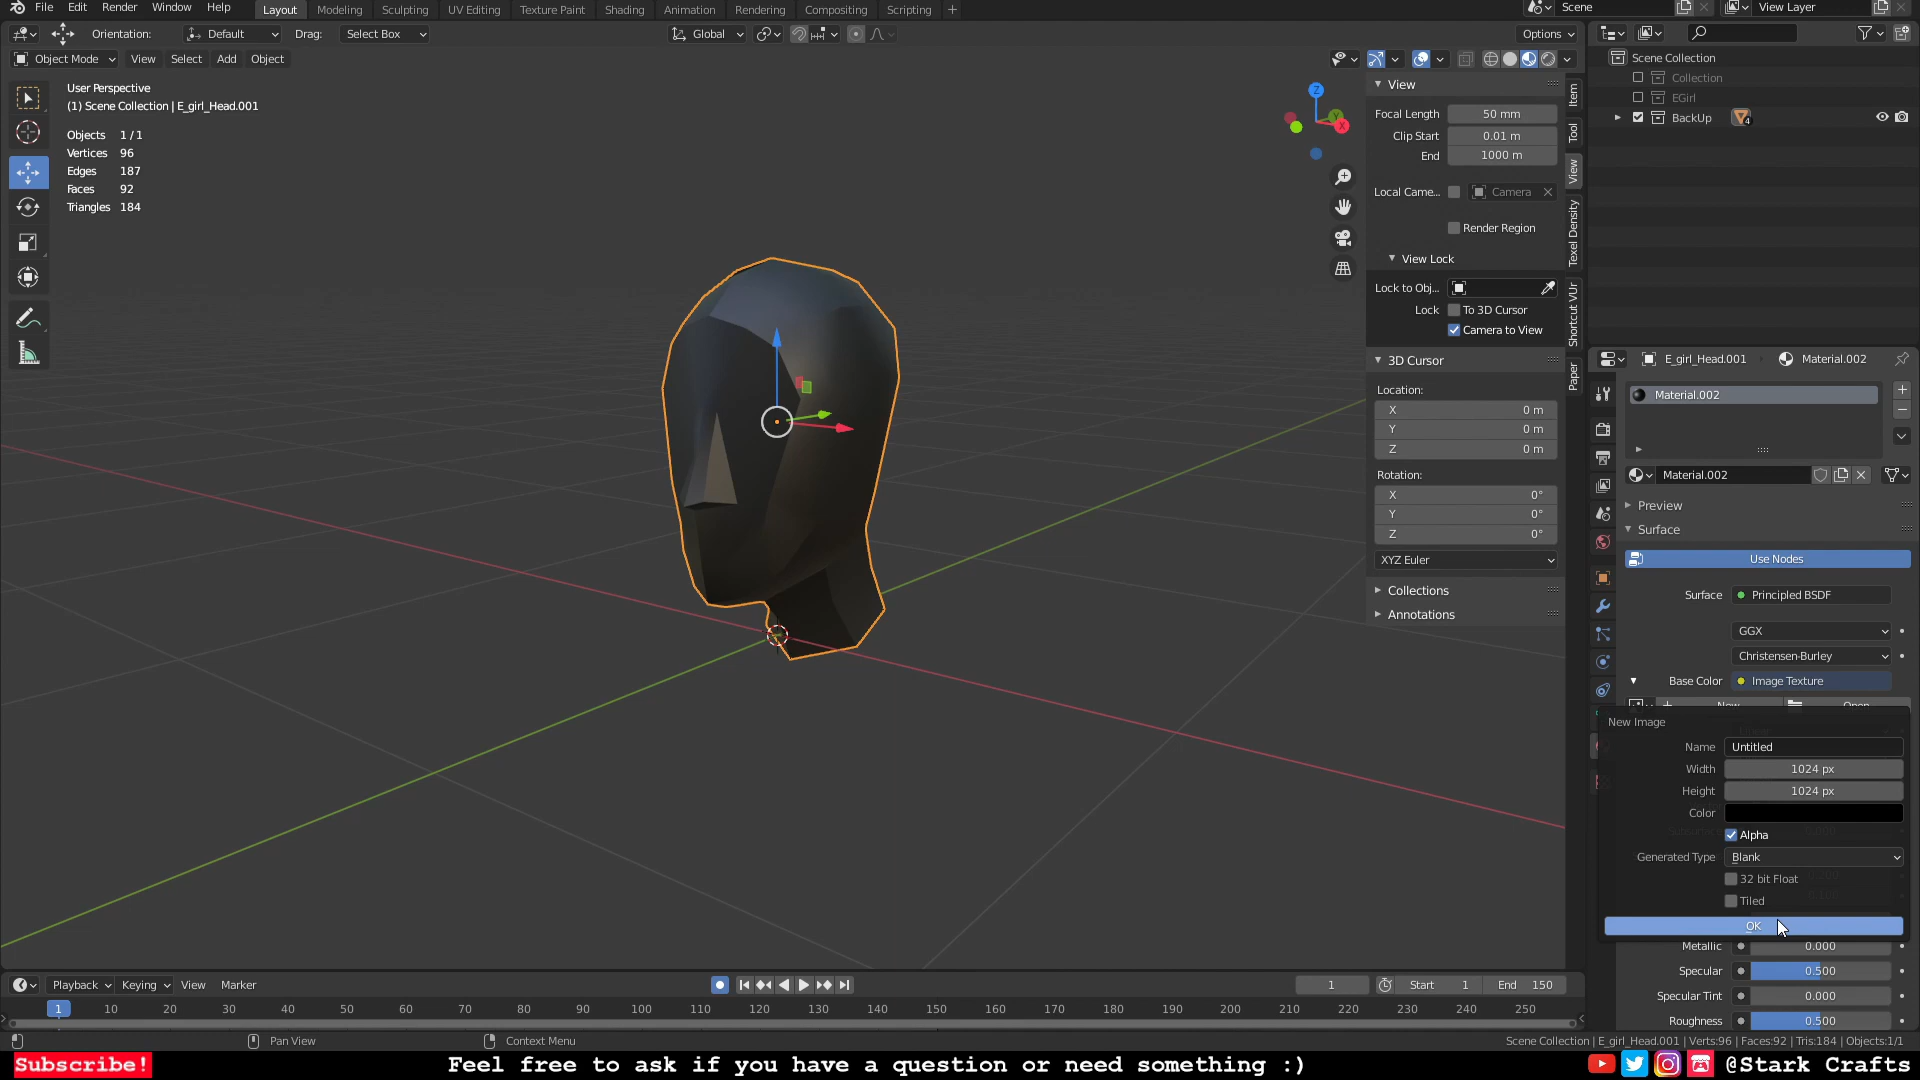 File Edit Render Window Help Layout Modeling Sculpting UV Editing Texture Paint Shading Animation Rendering Compositing Scripting + Scene View Layer
Orientation: Default Drag: Select Box Global Options
Object Mode View Select Add Object
User Perspective
(1) Scene Collection | E_girl_Head.001
Objects 1 / 1
Vertices 96
Edges 187
Faces 92
Triangles 184
Z
Y
X
View
Focal Length 50 mm
Clip Start 0.01 m
End 1000 m
Local Came... Camera
Render Region
View Lock
Lock to Obj...
Lock To 3D Cursor
Camera to View
3D Cursor
Location:
X 0 m
Y 0 m
Z 0 m
Rotation:
X 0°
Y 0°
Z 0°
XYZ Euler
Collections
Annotations
Item
Tool
View
Texel Density
Shortcut VUr
Paper
Scene Collection
Collection
EGirl
BackUp 4
E_girl_Head.001 Material.002
Material.002
Material.002
Preview
Surface
Use Nodes
Surface Principled BSDF
GGX
Christensen-Burley
Base Color Image Texture
New Open
New Image
Name Untitled
Width 1024 px
Height 1024 px
Color
Alpha
Generated Type Blank
32 bit Float
Tiled
OK
Metallic 0.000
Specular 0.500
Specular Tint 0.000
Roughness 0.500
Playback Keying View Marker 1 Start 1 End 150
1 10 20 30 40 50 60 70 80 90 100 110 120 130 140 150 160 170 180 190 200 210 220 230 240 250
Pan View Context Menu Scene Collection | E_girl_Head.001 | Verts:96 | Faces:92 | Tris:184 | Objects:1/1
Subscribe! Feel free to ask if you have a question or need something :) @Stark Crafts